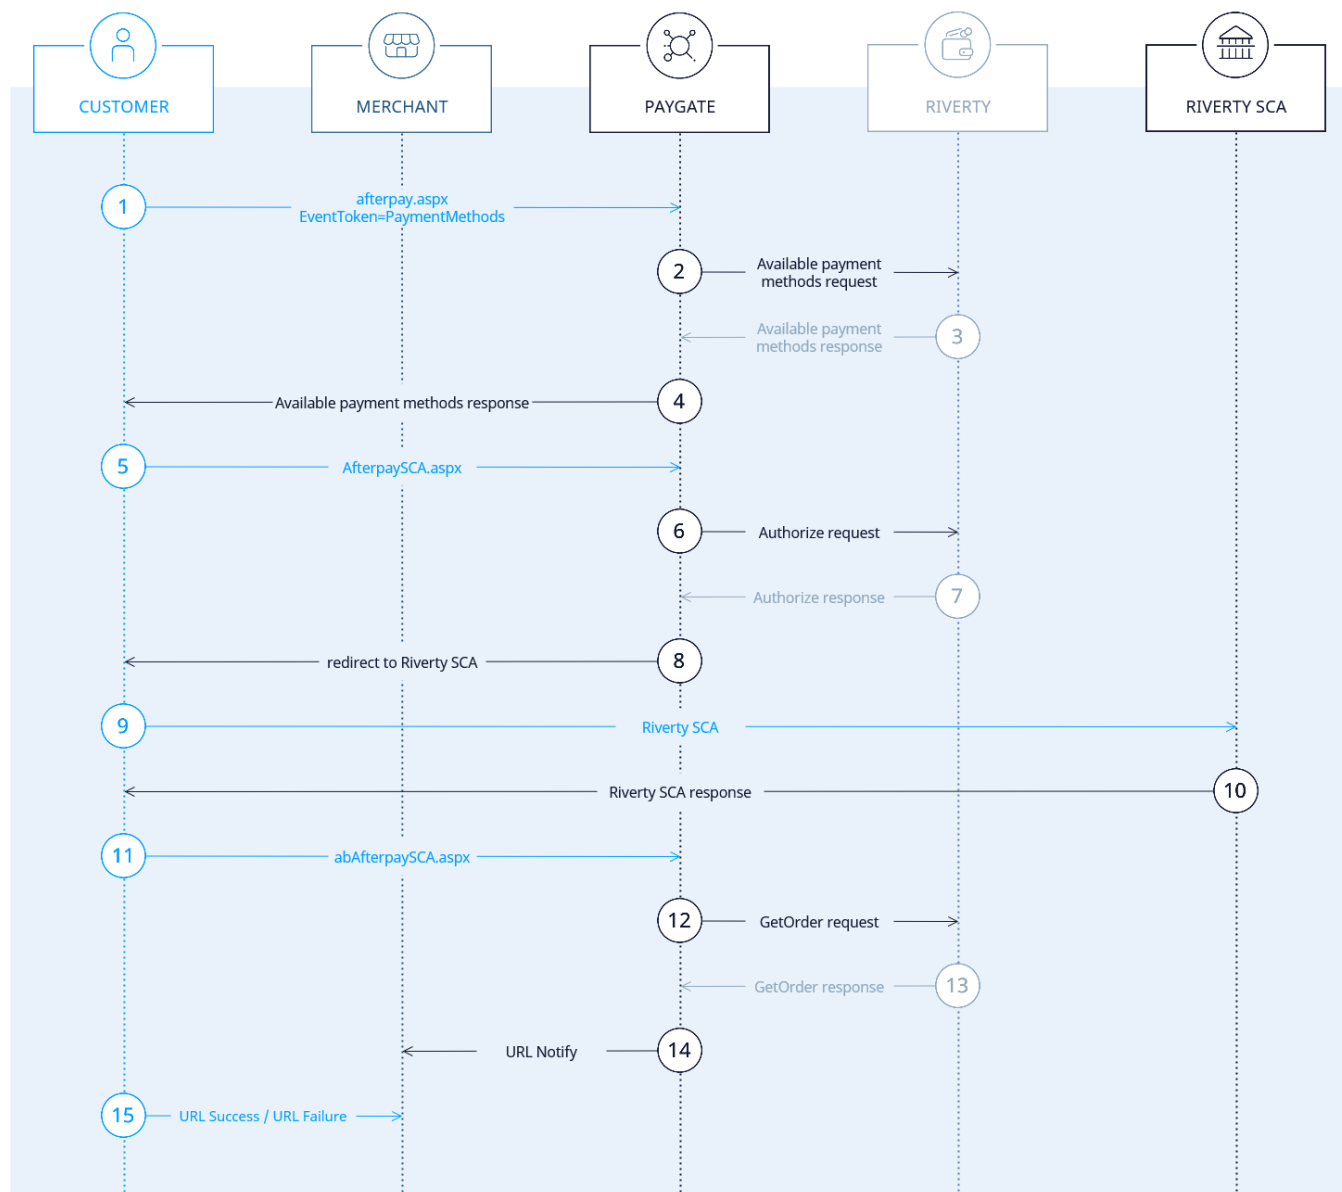 CUSTOMER
MERCHANT
PAYGATE
RIVERTY
RIVERTY SCA
1
afterpay.aspx
EventToken=PaymentMethods
2
Available payment
methods request
Available payment
methods response
3
Available payment methods response
4
5
AfterpaySCA.aspx
6
Authorize request
Authorize response
7
redirect to Riverty SCA
8
9
Riverty SCA
Riverty SCA response
10
11
abAfterpaySCA.aspx
12
GetOrder request
GetOrder response
13
URL Notify
14
15
URL Success / URL Failure